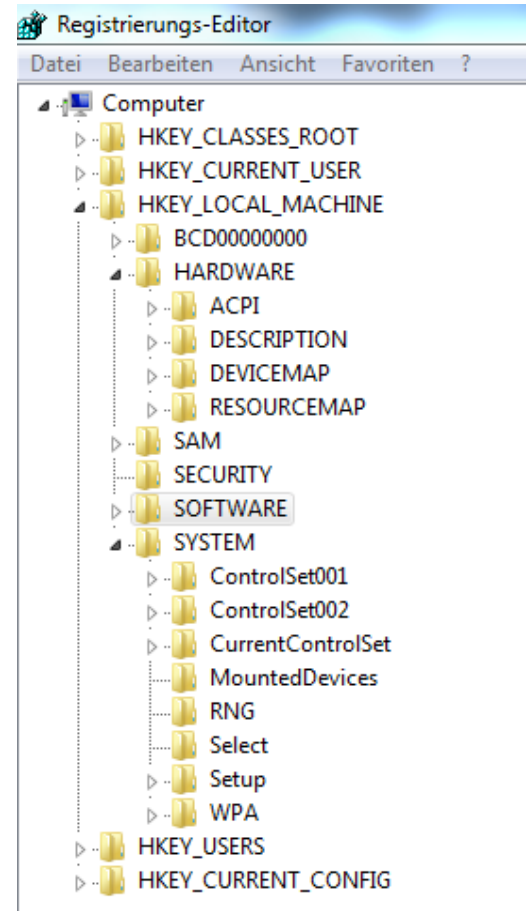 Registrierungs-Editor
Datei Bearbeiten Ansicht Favoriten ?
Computer
HKEY_CLASSES_ROOT
HKEY_CURRENT_USER
HKEY_LOCAL_MACHINE
BCD00000000
HARDWARE
ACPI
DESCRIPTION
DEVICEMAP
RESOURCEMAP
SAM
SECURITY
SOFTWARE
SYSTEM
ControlSet001
ControlSet002
CurrentControlSet
MountedDevices
RNG
Select
Setup
WPA
HKEY_USERS
HKEY_CURRENT_CONFIG